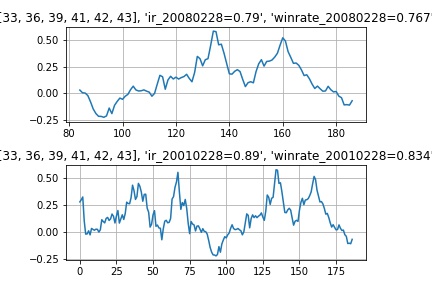 [33, 36, 39, 41, 42, 43], 'ir_20080228=0.79', 'winrate_20080228=0.767'
0.50
0.25
0.00
−0.25
80 100 120 140 160 180
[33, 36, 39, 41, 42, 43], 'ir_20010228=0.89', 'winrate_20010228=0.834'
0.50
0.25
0.00
−0.25
0 25 50 75 100 125 150 175